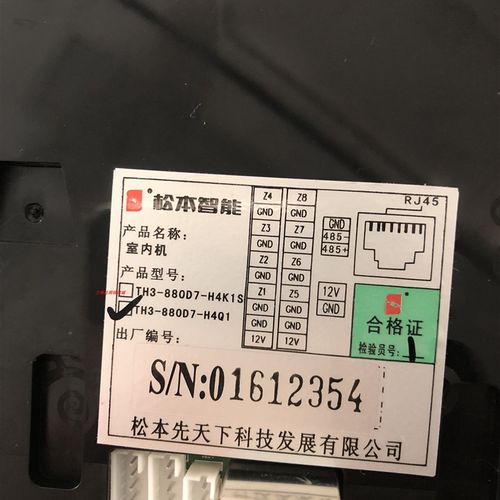 松本智能
产品名称：
室内机
产品型号：
TH3-880D7-H4K1S
TH3-880D7-H4Q1
出厂编号：
Z4 Z8
GND GND
Z3 Z7
GND GND
Z2 Z6
GND GND
Z1 Z5
GND GND
12V 12V
RJ45
GND
485-
485+
12V
GND
合格证
检验员号：1
S/N:01612354
松本先天下科技发展有限公司